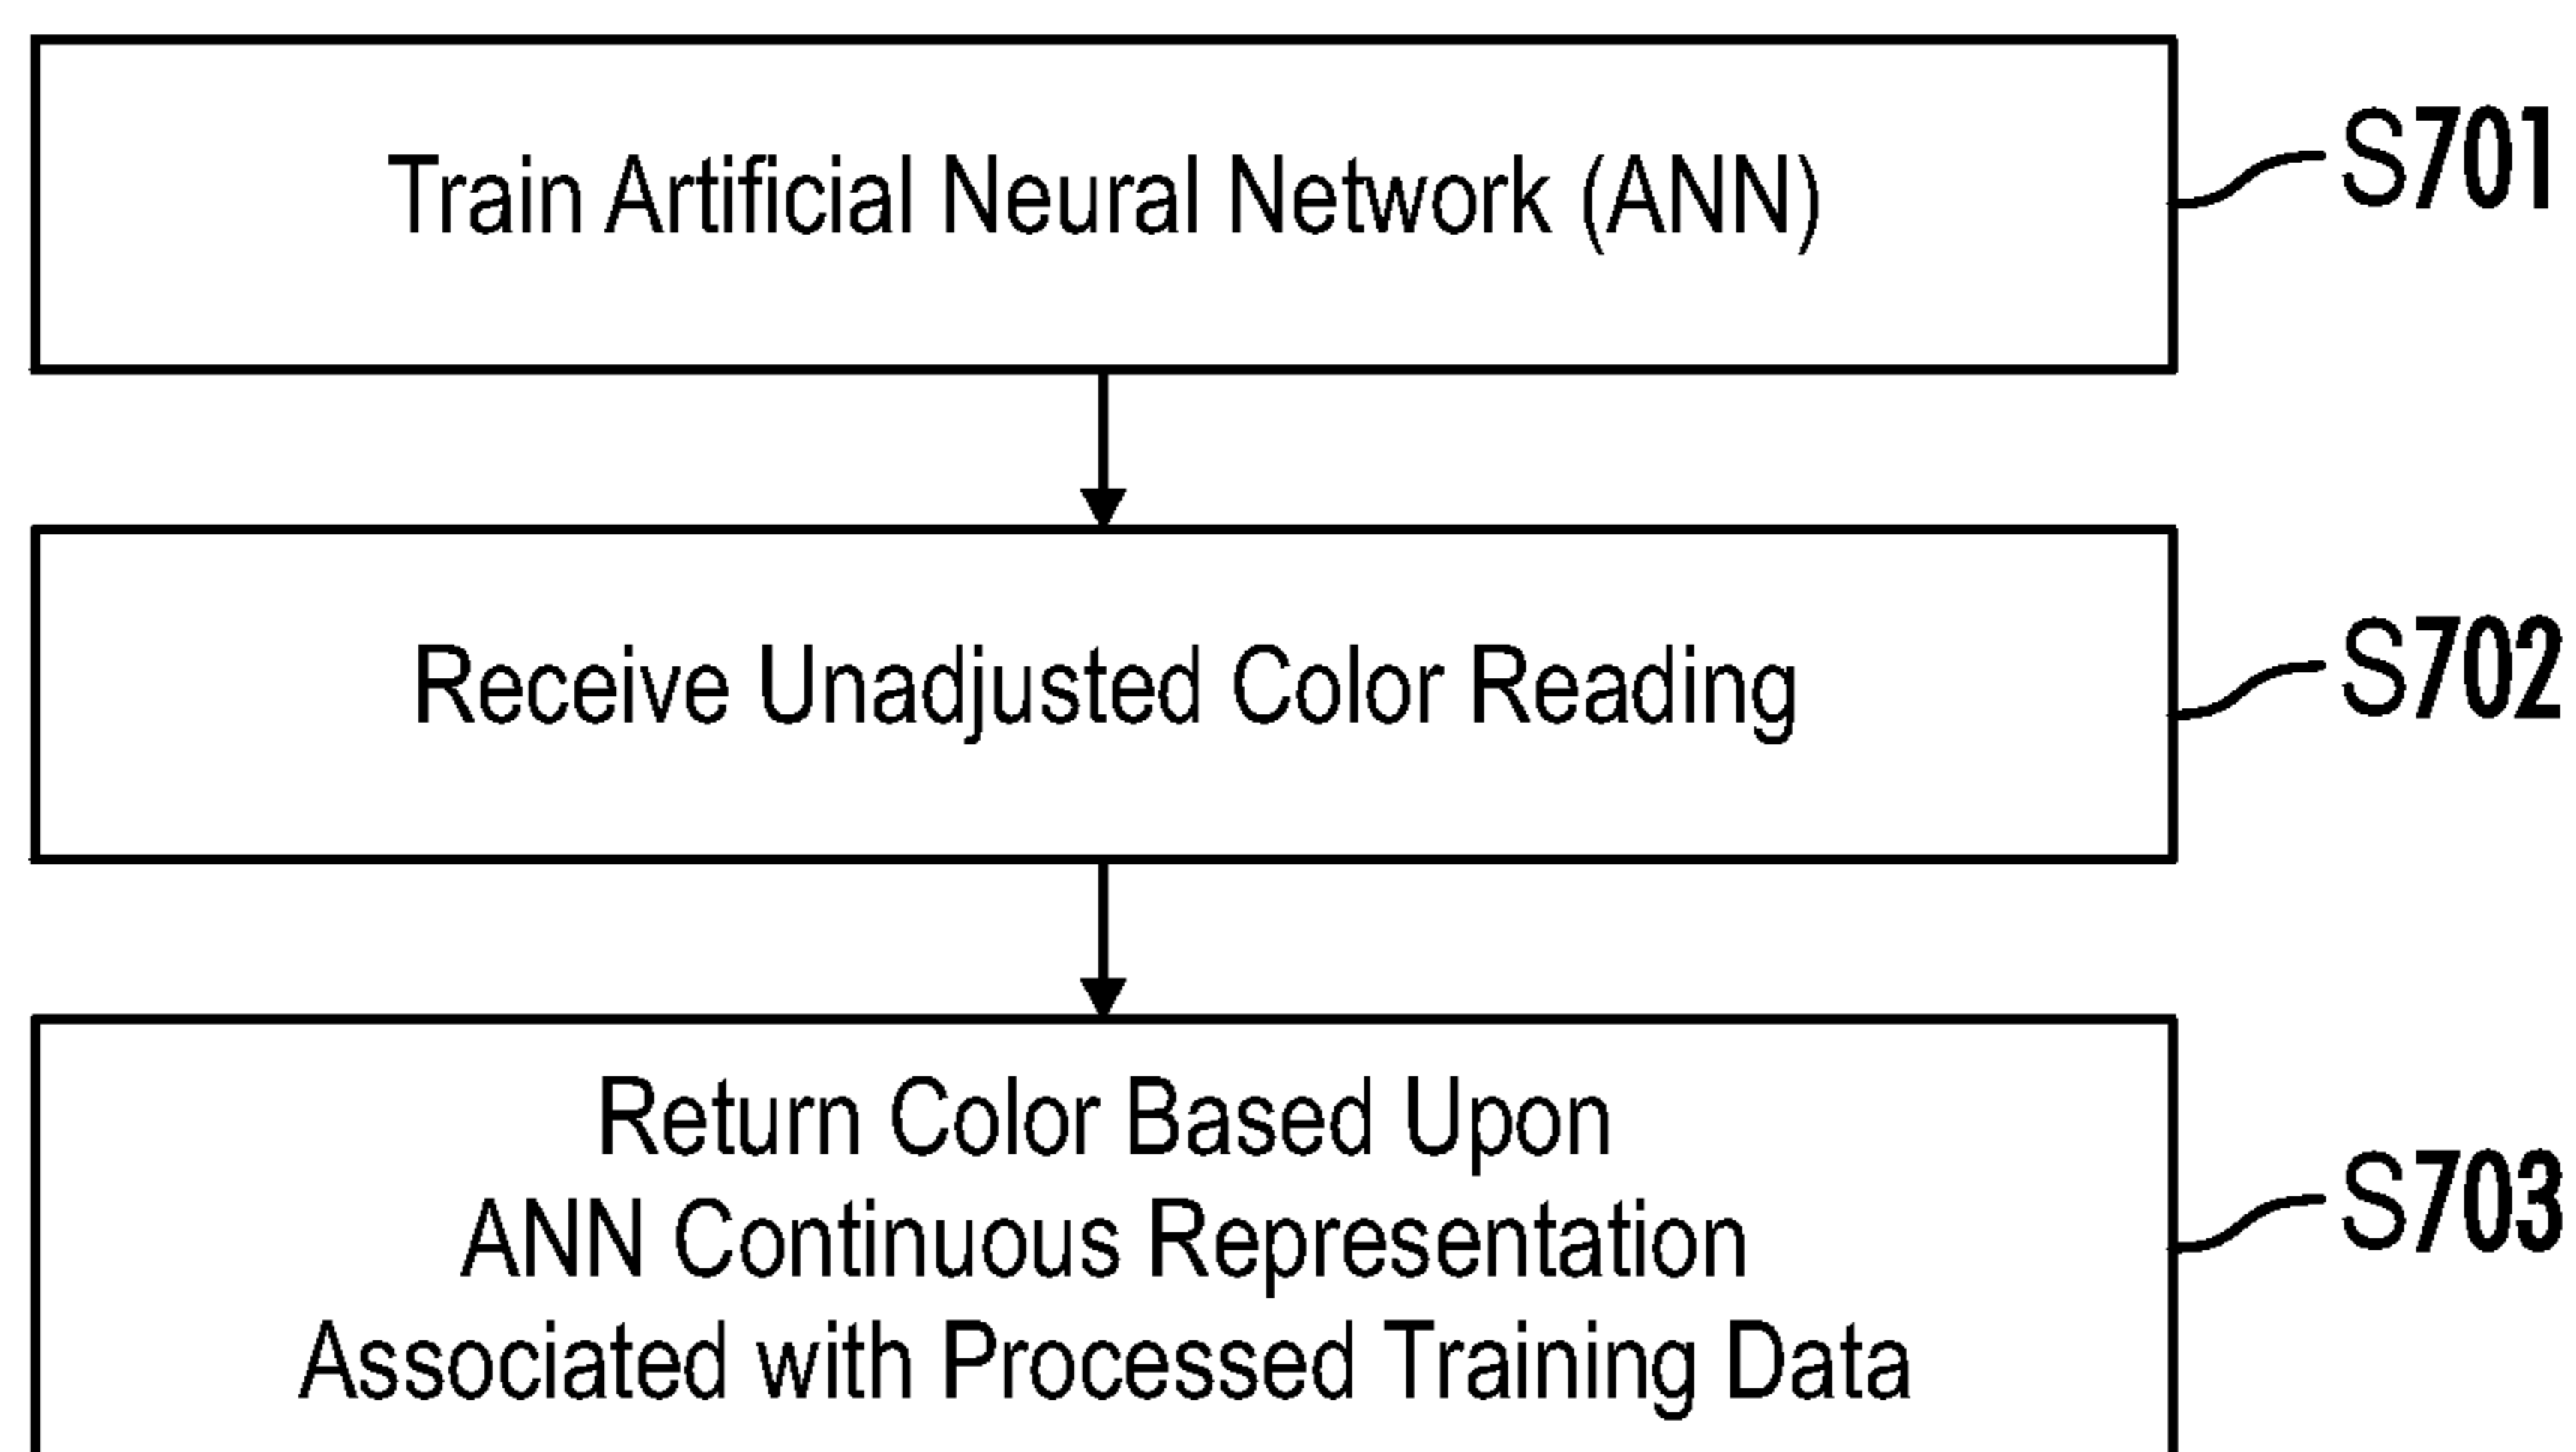 Train Artificial Neural Network (ANN)
S701
Receive Unadjusted Color Reading
S702
Return Color Based Upon
ANN Continuous Representation
Associated with Processed Training Data
S703